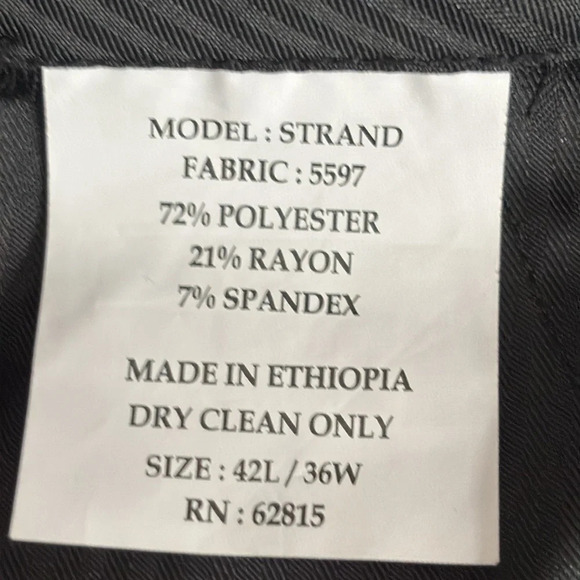 MODEL : STRAND
FABRIC : 5597
72% POLYESTER
21% RAYON
7% SPANDEX
MADE IN ETHIOPIA
DRY CLEAN ONLY
SIZE : 42L / 36W
RN : 62815